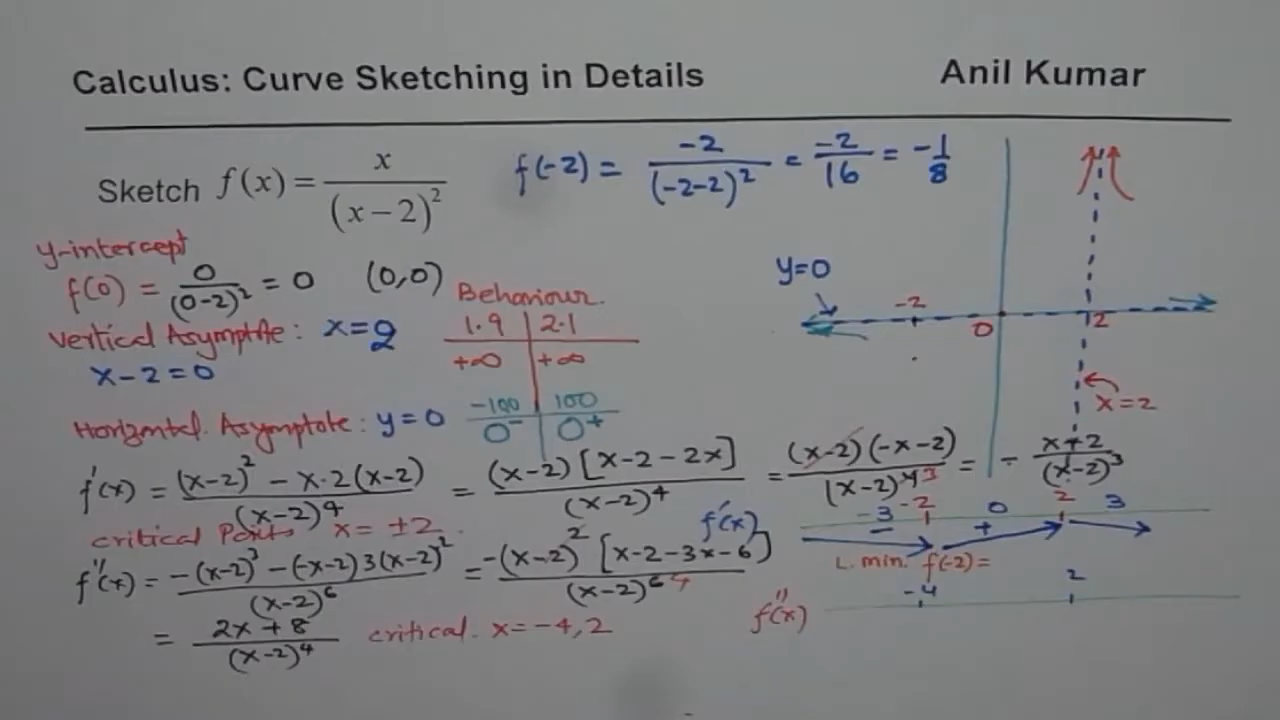 Calculus: Curve Sketching in Details Anil Kumar
Sketch f(x) = x/(x-2)² f(-2) = -2/(-2-2)² = -2/16 = -1/8
y-intercept
f(0) = 0/(0-2)² = 0 (0,0)
Behaviour.
Vertical Asymptote: x=2
1.9 | 2.1
x-2=0
+∞ | +∞
-100 | 100
Horizontal. Asymptote: y=0
0⁻ | 0⁺
y=0
-2
0
2
x=2
f'(x) = (x-2)² - x·2(x-2)/(x-2)⁴ = (x-2)[x-2-2x]/(x-2)⁴ = (x-2)(-x-2)/(x-2)⁴³ = - x+2/(x-2)³
critical Points x = ±2.
f'(x) -3 -2 0 2 3
- +
L. min. f(-2)=
f"(x) = -(x-2)³ - (-x-2)3(x-2)²/(x-2)⁶ = -(x-2)²[x-2-3x-6]/(x-2)⁶ 4
f"(x) -4 2
= 2x+8/(x-2)⁴ critical. x=-4,2